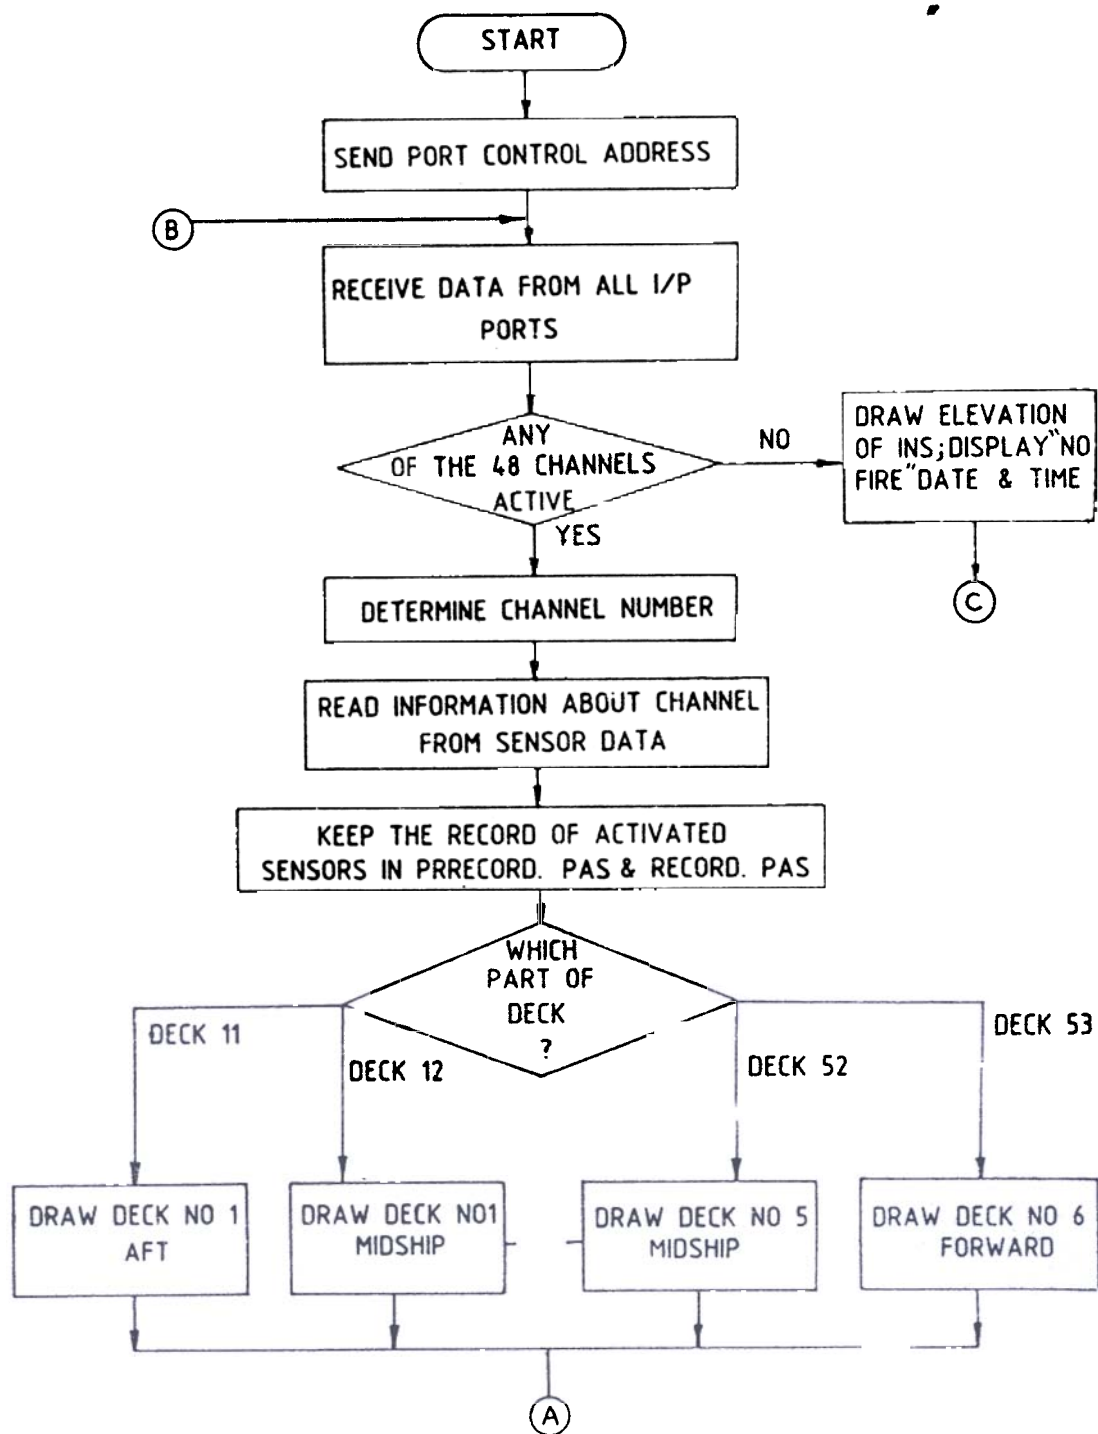 START
SEND PORT CONTROL ADDRESS
B
RECEIVE DATA FROM ALL I/P
PORTS
ANY
OF THE 48 CHANNELS
ACTIVE
NO
DRAW ELEVATION
OF INS;DISPLAY"NO
FIRE"DATE & TIME
C
YES
DETERMINE CHANNEL NUMBER
READ INFORMATION ABOUT CHANNEL
FROM SENSOR DATA
KEEP THE RECORD OF ACTIVATED
SENSORS IN PRRECORD. PAS & RECORD. PAS
WHICH
PART OF
DECK
?
DECK 11
DECK 12
DECK 52
DECK 53
DRAW DECK NO 1
AFT
DRAW DECK NO1
MIDSHIP
DRAW DECK NO 5
MIDSHIP
DRAW DECK NO 6
FORWARD
A